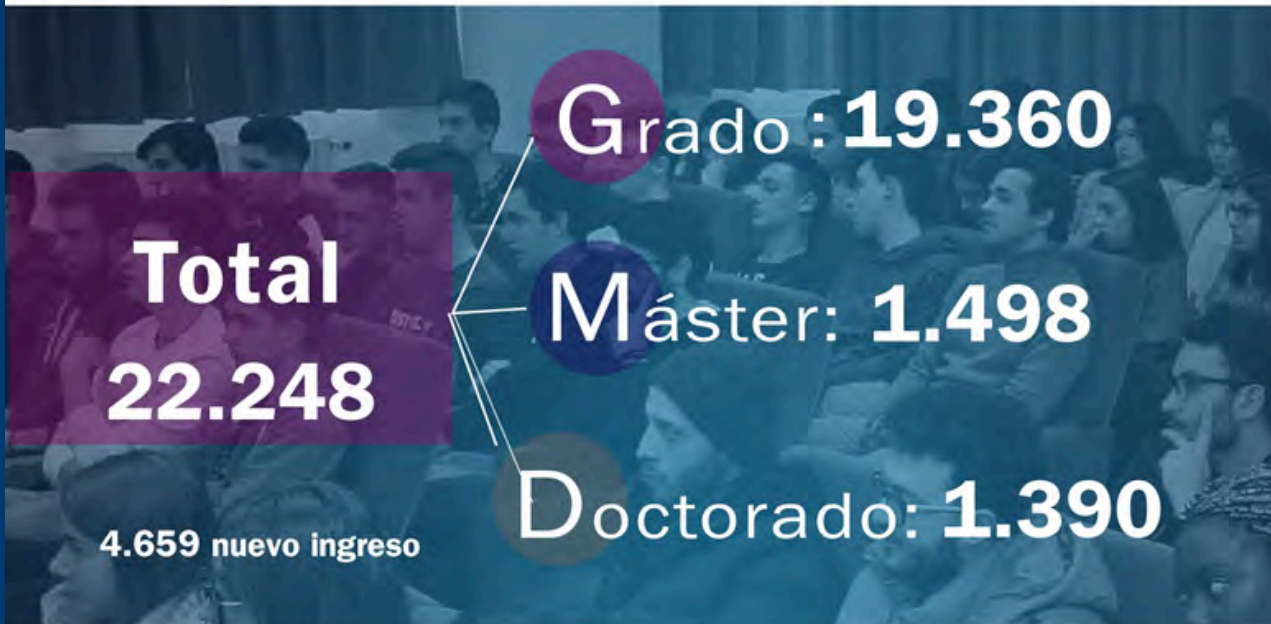 Total
22.248
4.659 nuevo ingreso
Grado : 19.360
Máster: 1.498
Doctorado: 1.390